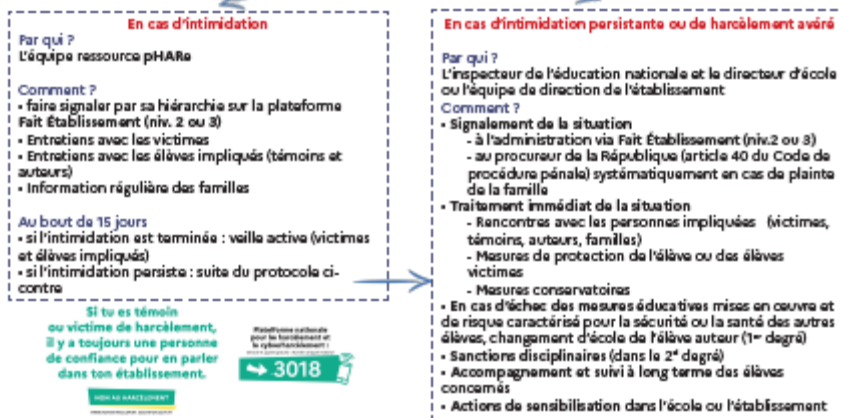 En cas d'intimidation
Par qui ?
L'équipe ressource pHARe
Comment ?
• faire signaler par sa hiérarchie sur la plateforme
Fait Établissement (niv. 2 ou 3)
• Entretiens avec les victimes
• Entretiens avec les élèves impliqués (témoins et
auteurs)
• Information régulière des familles
Au bout de 15 jours
• si l'intimidation est terminée : veille active (victimes
et élèves impliqués)
• si l'intimidation persiste : suite du protocole ci-
contre
Si tu es témoin
ou victime de harcèlement,
il y a toujours une personne
de confiance pour en parler
dans ton établissement.
NON AU HARCÈLEMENT
Plateforme nationale
pour le harcèlement et
le cyberharcèlement :
3018
En cas d'intimidation persistante ou de harcèlement avéré
Par qui ?
L'inspecteur de l'éducation nationale et le directeur d'école
ou l'équipe de direction de l'établissement
Comment ?
• Signalement de la situation
- à l'administration via Fait Établissement (niv.2 ou 3)
- au procureur de la République (article 40 du Code de
procédure pénale) systématiquement en cas de plainte
de la famille
• Traitement immédiat de la situation
- Rencontres avec les personnes impliquées (victimes,
témoins, auteurs, familles)
- Mesures de protection de l'élève ou des élèves
victimes
- Mesures conservatoires
• En cas d'échec des mesures éducatives mises en œuvre et
de risque caractérisé pour la sécurité ou la santé des autres
élèves, changement d'école de l'élève auteur (1er degré)
• Sanctions disciplinaires (dans le 2d degré)
• Accompagnement et suivi à long terme des élèves
concernés
• Actions de sensibilisation dans l'école ou l'établissement